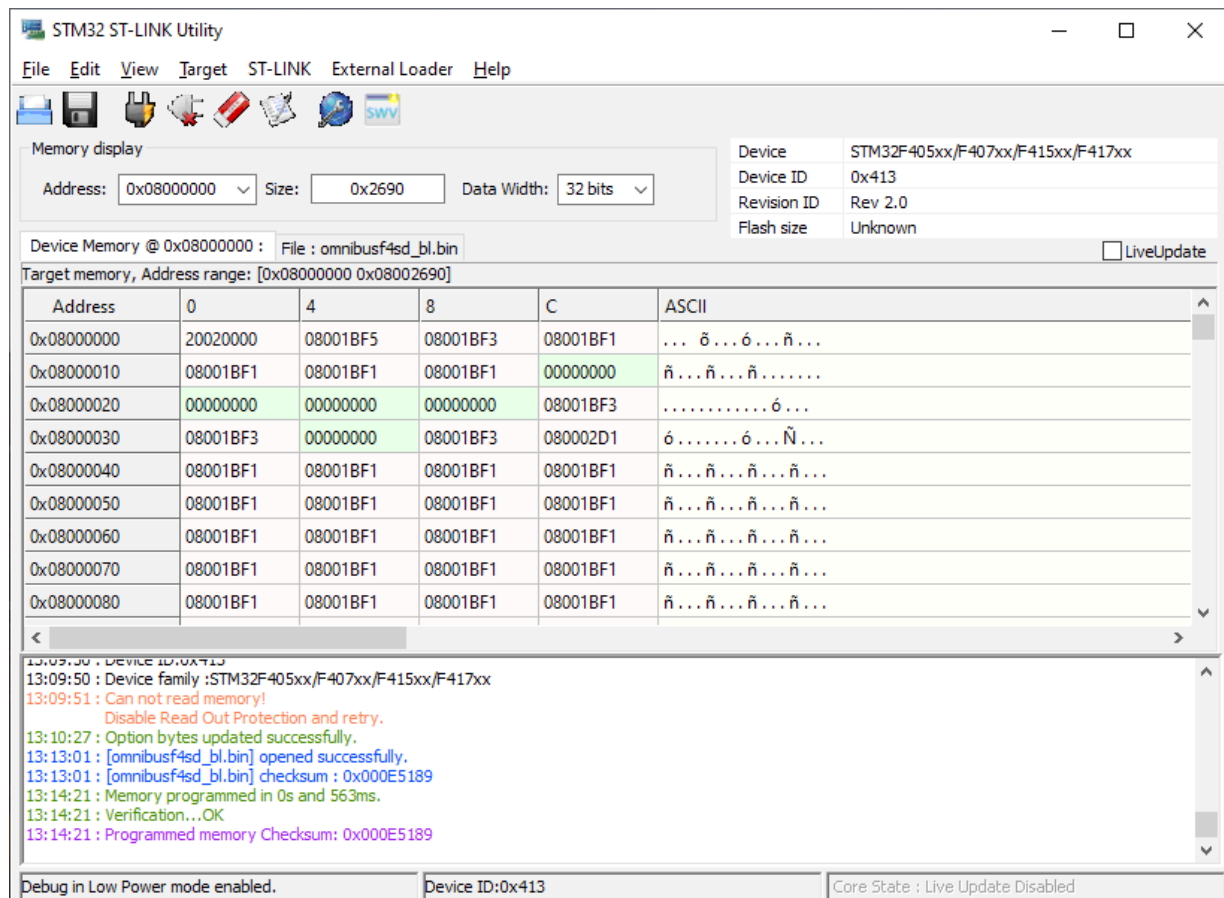 STM32 ST-LINK Utility
File Edit View Target ST-LINK External Loader Help
SWV
Memory display
Address: 0x08000000 Size: 0x2690 Data Width: 32 bits
Device STM32F405xx/F407xx/F415xx/F417xx
Device ID 0x413
Revision ID Rev 2.0
Flash size Unknown
Device Memory @ 0x08000000 : File : omnibusf4sd_bl.bin LiveUpdate
Target memory, Address range: [0x08000000 0x08002690]
Address 0 4 8 C ASCII
0x08000000 20020000 08001BF5 08001BF3 08001BF1 ... õ...ó...ñ...
0x08000010 08001BF1 08001BF1 08001BF1 00000000 ñ...ñ...ñ.......
0x08000020 00000000 00000000 00000000 08001BF3 ............ó...
0x08000030 08001BF3 00000000 08001BF3 080002D1 ó.......ó...Ñ...
0x08000040 08001BF1 08001BF1 08001BF1 08001BF1 ñ...ñ...ñ...ñ...
0x08000050 08001BF1 08001BF1 08001BF1 08001BF1 ñ...ñ...ñ...ñ...
0x08000060 08001BF1 08001BF1 08001BF1 08001BF1 ñ...ñ...ñ...ñ...
0x08000070 08001BF1 08001BF1 08001BF1 08001BF1 ñ...ñ...ñ...ñ...
0x08000080 08001BF1 08001BF1 08001BF1 08001BF1 ñ...ñ...ñ...ñ...
13:09:50 : Device ID:0x413
13:09:50 : Device family :STM32F405xx/F407xx/F415xx/F417xx
13:09:51 : Can not read memory!
Disable Read Out Protection and retry.
13:10:27 : Option bytes updated successfully.
13:13:01 : [omnibusf4sd_bl.bin] opened successfully.
13:13:01 : [omnibusf4sd_bl.bin] checksum : 0x000E5189
13:14:21 : Memory programmed in 0s and 563ms.
13:14:21 : Verification...OK
13:14:21 : Programmed memory Checksum: 0x000E5189
Debug in Low Power mode enabled. Device ID:0x413 Core State : Live Update Disabled